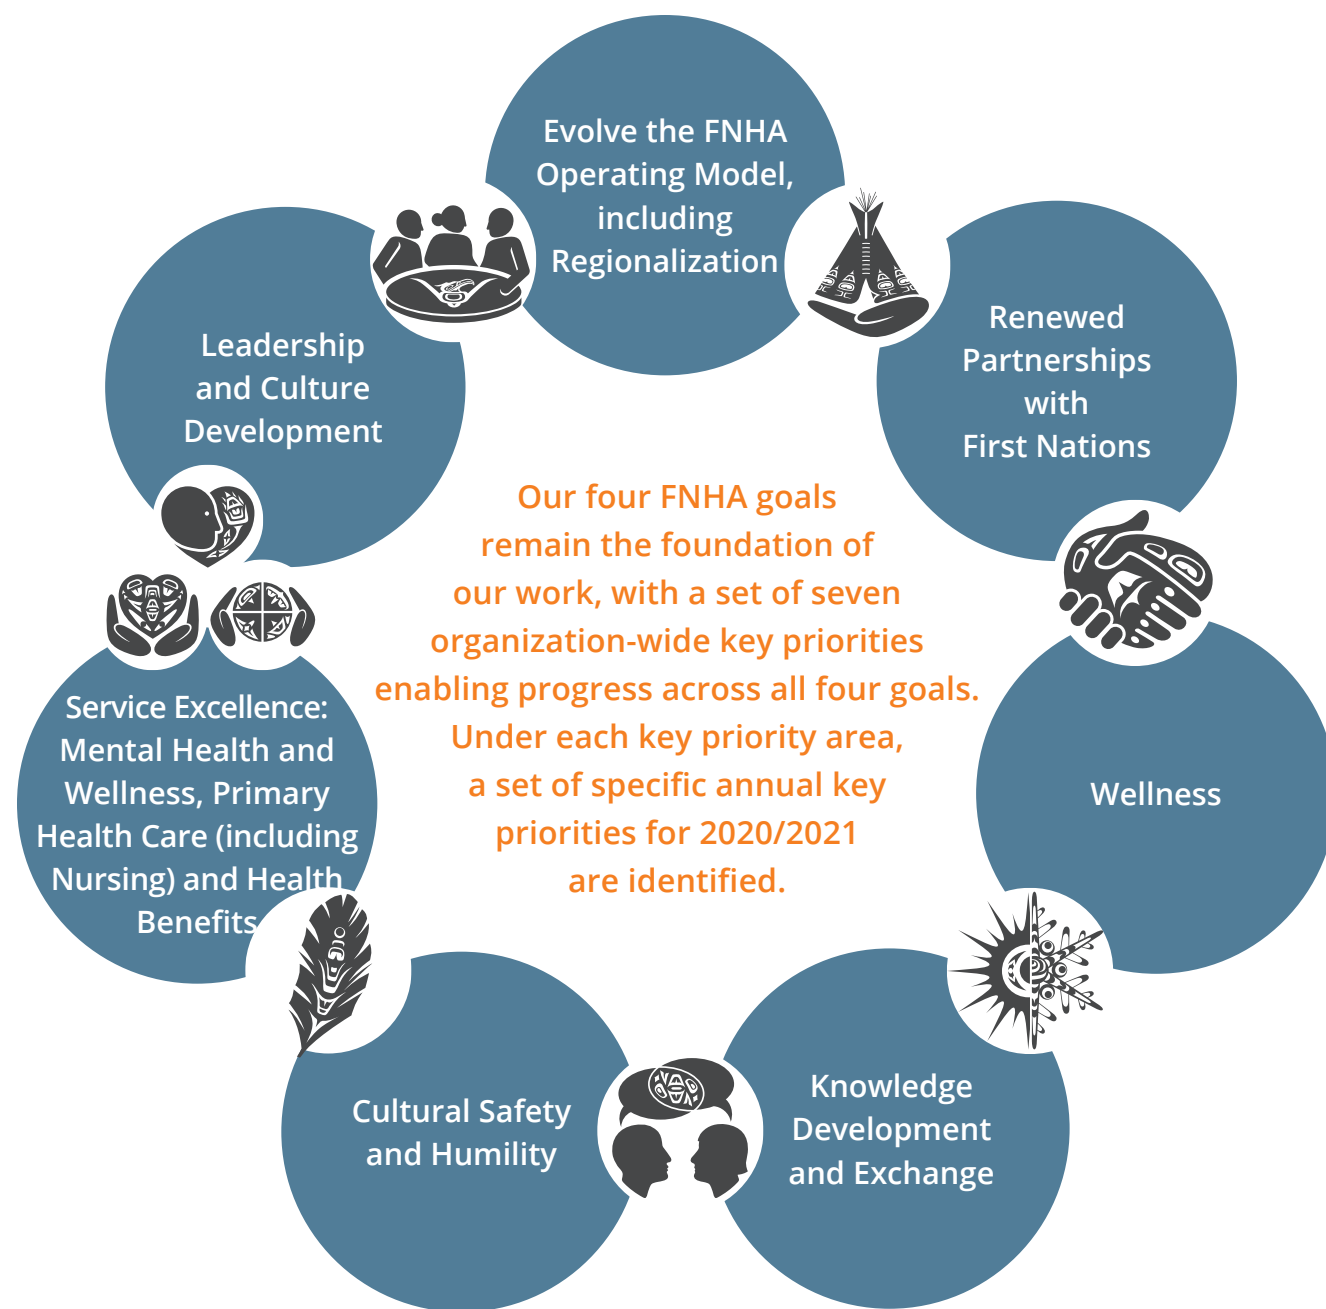 Evolve the FNHA
Operating Model,
including
Regionalization
Renewed
Partnerships
with
First Nations
Wellness
Knowledge
Development
and Exchange
Cultural Safety
and Humility
Service Excellence:
Mental Health and
Wellness, Primary
Health Care (including
Nursing) and Health
Benefits
Leadership
and Culture
Development
Our four FNHA goals
remain the foundation of
our work, with a set of seven
organization-wide key priorities
enabling progress across all four goals.
Under each key priority area,
a set of specific annual key
priorities for 2020/2021
are identified.